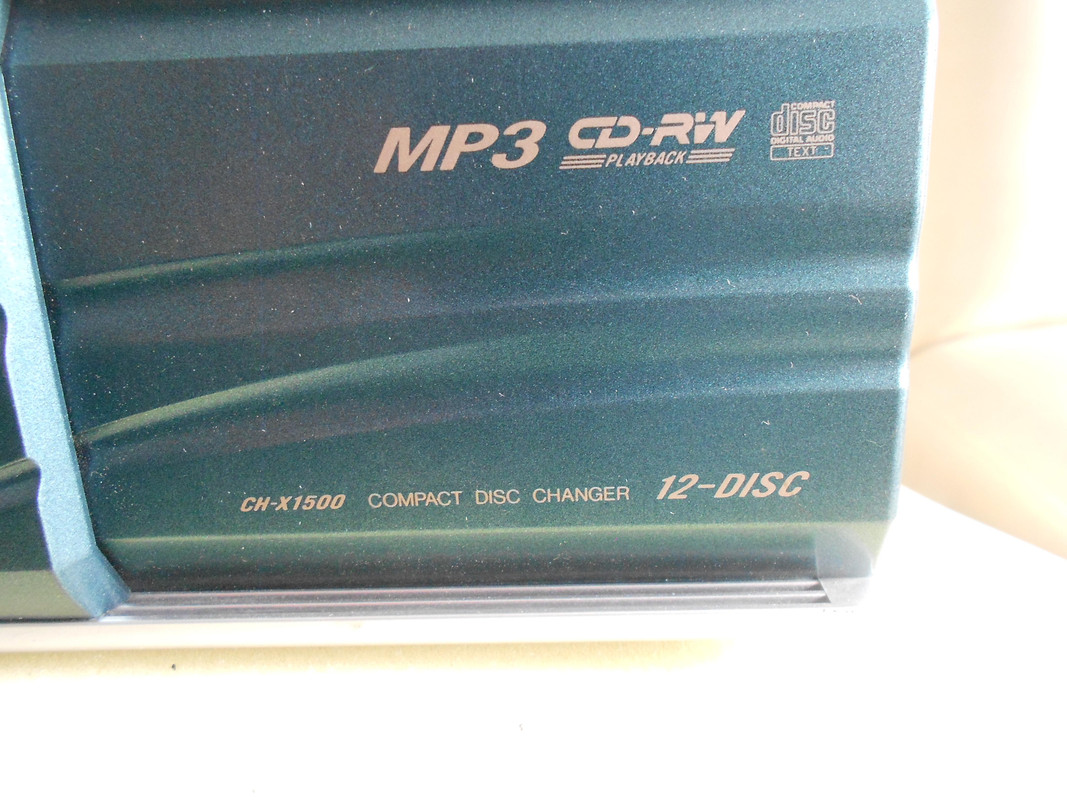 MP3 CD-RW COMPACT
disc
PLAYBACK DIGITAL AUDIO
TEXT
CH-X1500 COMPACT DISC CHANGER 12-DISC